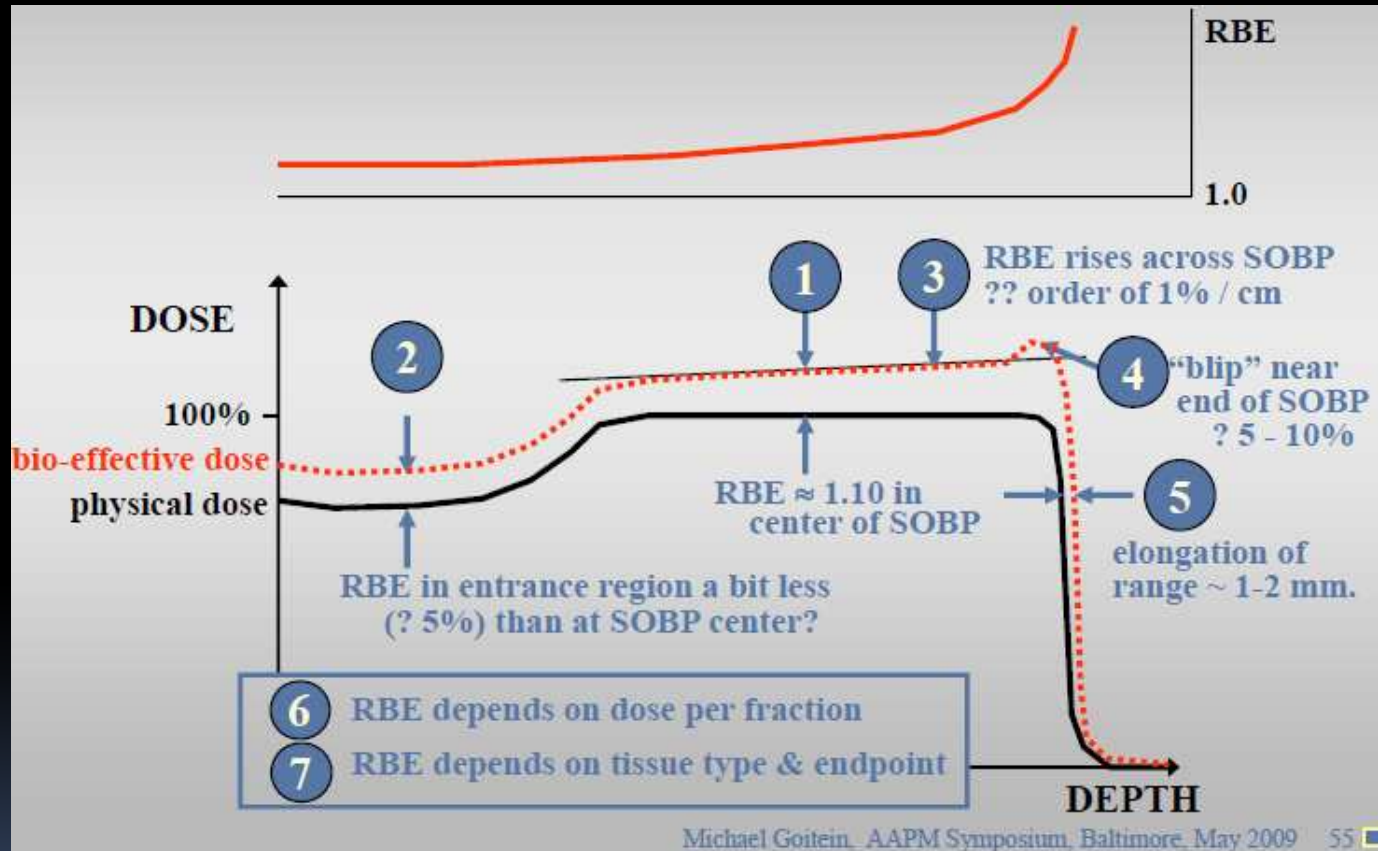 RBE
1.0
1
3
RBE rises across SOBP
?? order of 1% / cm
DOSE
2
4
“blip” near
end of SOBP
? 5 - 10%
100%
bio-effective dose
physical dose
RBE ≈ 1.10 in
center of SOBP
5
elongation of
range ~ 1-2 mm.
RBE in entrance region a bit less
(? 5%) than at SOBP center?
6 RBE depends on dose per fraction
7 RBE depends on tissue type & endpoint
DEPTH
Michael Goitein, AAPM Symposium, Baltimore, May 2009 55